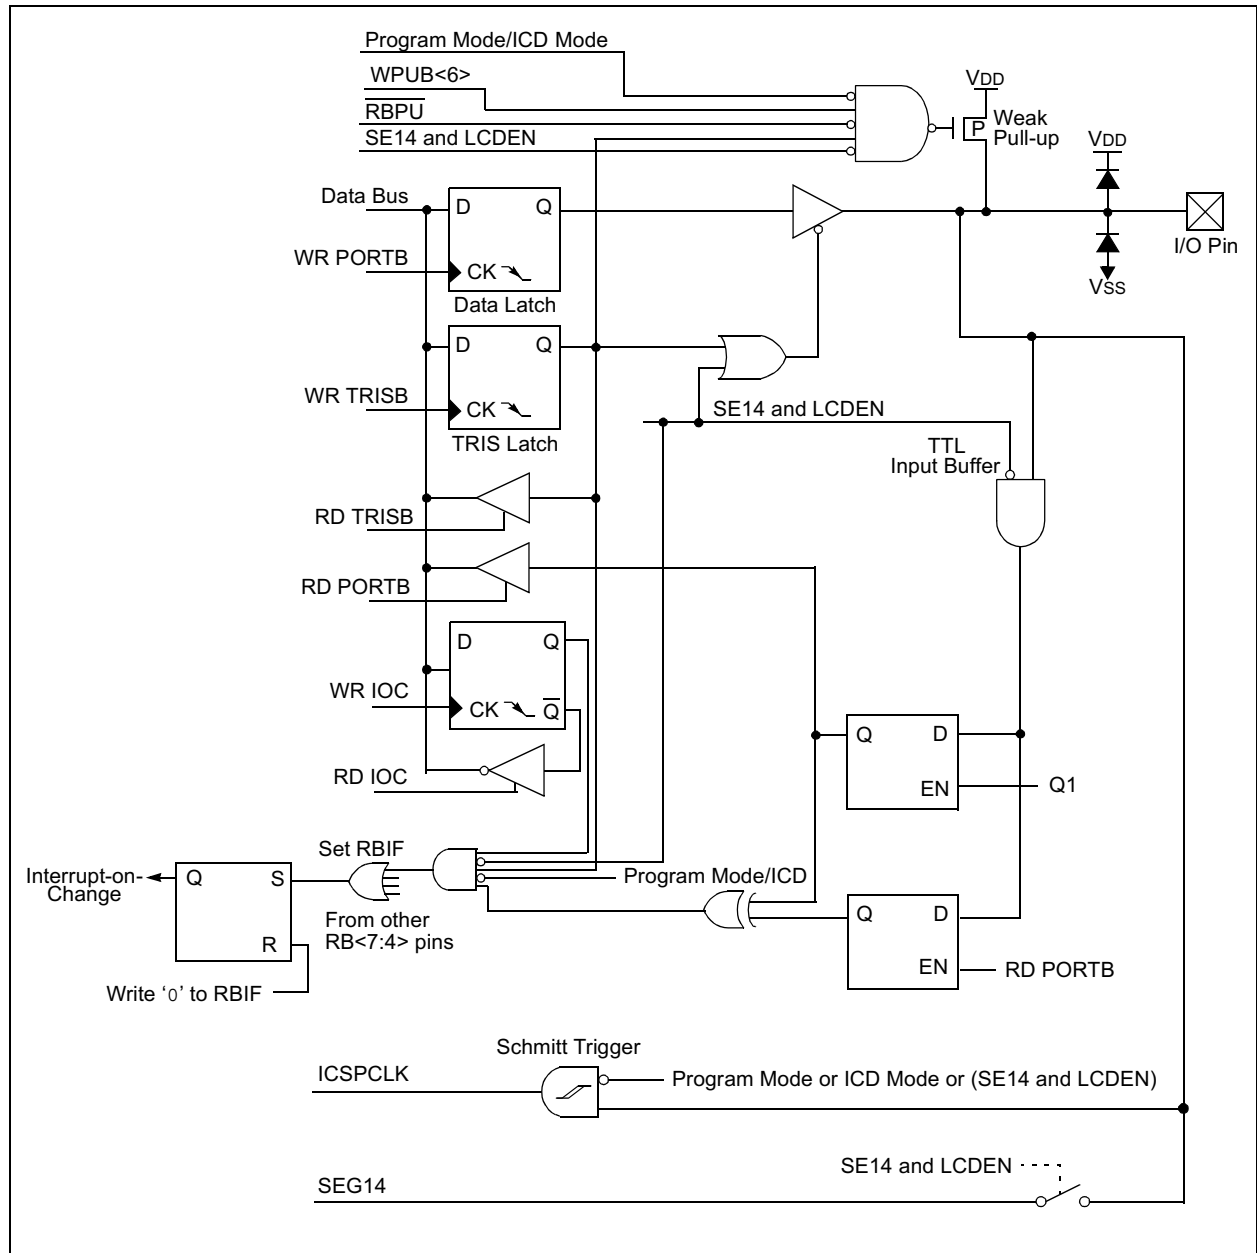 Program Mode/ICD Mode
WPUB<6>
RBPU
SE14 and LCDEN
VDD
P
Weak
Pull-up
VDD
I/O Pin
VSS
Data Bus
D
Q
WR PORTB
CK
Data Latch
D
Q
WR TRISB
CK
TRIS Latch
SE14 and LCDEN
TTL
Input Buffer
RD TRISB
RD PORTB
D
Q
WR IOC
CK
Q
RD IOC
Q
D
EN
Q1
Set RBIF
Interrupt-on-
Change
Q
S
R
From other
RB<7:4> pins
Write ‘0’ to RBIF
Program Mode/ICD
Q
D
EN
RD PORTB
Schmitt Trigger
ICSPCLK
Program Mode or ICD Mode or (SE14 and LCDEN)
SE14 and LCDEN
SEG14